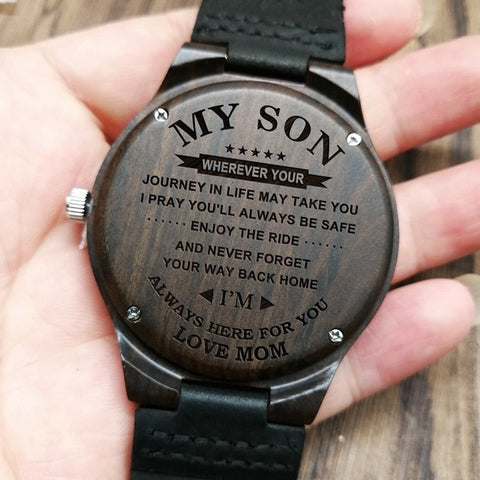 MY SON
★★★★★
WHEREVER YOUR
JOURNEY IN LIFE MAY TAKE YOU
I PRAY YOU'LL ALWAYS BE SAFE
...... ENJOY THE RIDE ......
AND NEVER FORGET
YOUR WAY BACK HOME
◀ I'M ▶
ALWAYS HERE FOR YOU
LOVE MOM